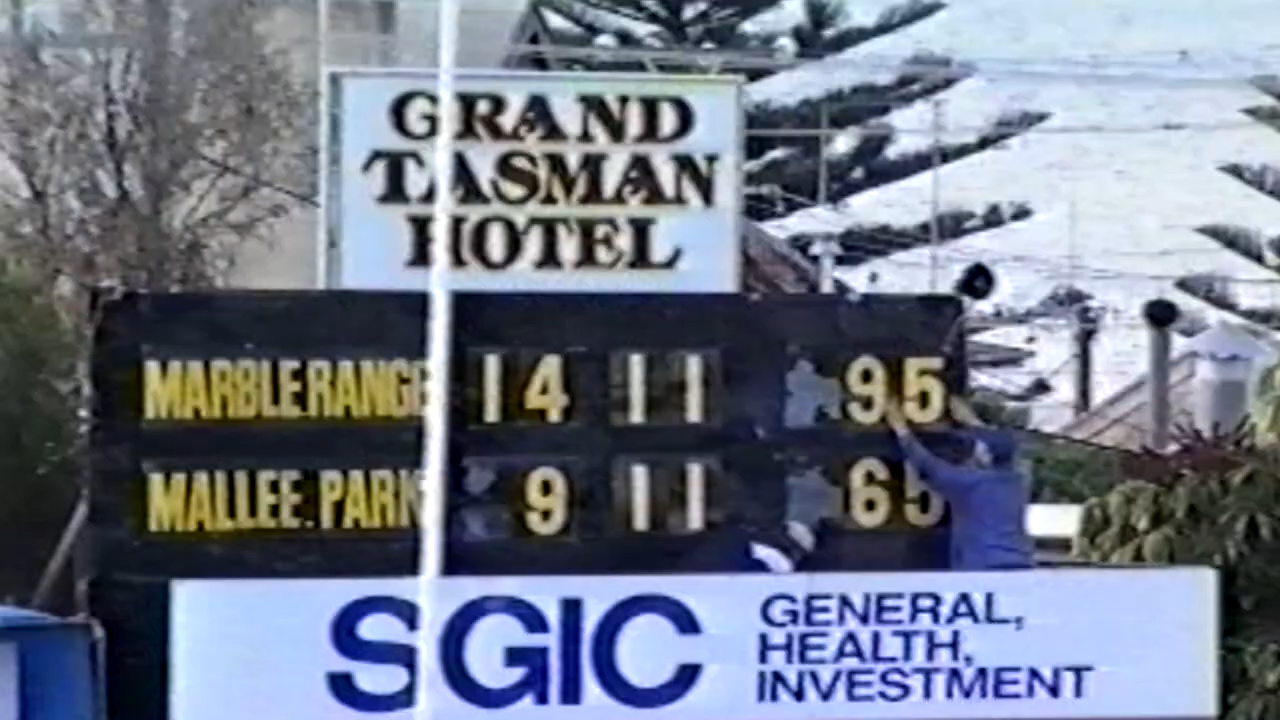 GRAND
TASMAN
HOTEL
MARBLE RANGE 14 11 95
MALLEE. PARK 9 11 65
SGIC
GENERAL,
HEALTH,
INVESTMENT